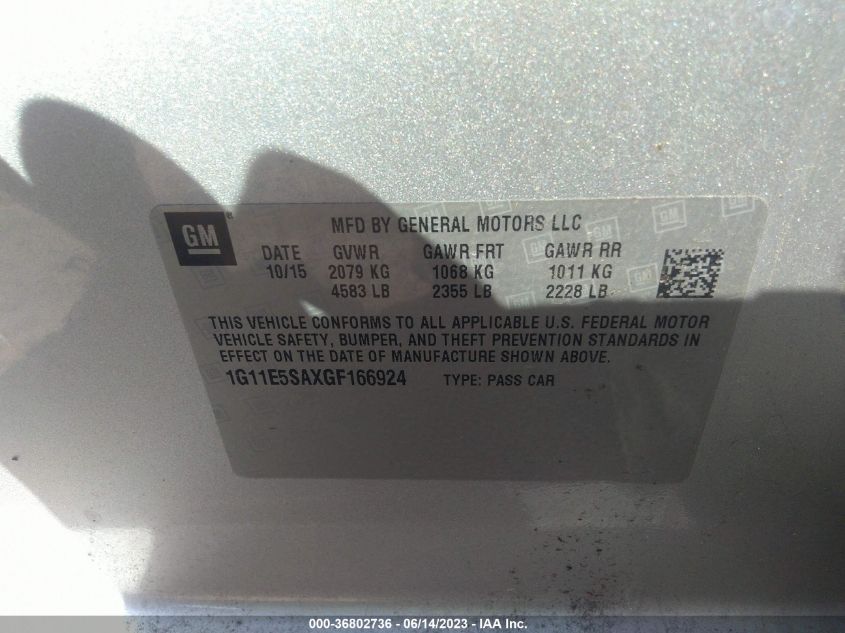 GM ® MFD BY GENERAL MOTORS LLC
DATE GVWR GAWR FRT GAWR RR
10/15 2079 KG 1068 KG 1011 KG
4583 LB 2355 LB 2228 LB
THIS VEHICLE CONFORMS TO ALL APPLICABLE U.S. FEDERAL MOTOR
VEHICLE SAFETY, BUMPER, AND THEFT PREVENTION STANDARDS IN
EFFECT ON THE DATE OF MANUFACTURE SHOWN ABOVE.
1G11E5SAXGF166924 TYPE: PASS CAR
000-36802736 - 06/14/2023 - IAA Inc.